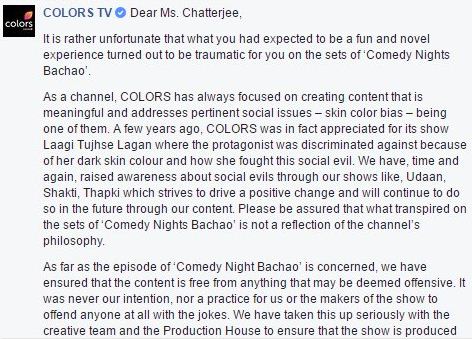 colors
COLORS TV Dear Ms. Chatterjee,
It is rather unfortunate that what you had expected to be a fun and novel
experience turned out to be traumatic for you on the sets of ‘Comedy Nights
Bachao’.
As a channel, COLORS has always focused on creating content that is
meaningful and addresses pertinent social issues – skin color bias – being
one of them. A few years ago, COLORS was in fact appreciated for its show
Laagi Tujhse Lagan where the protagonist was discriminated against because
of her dark skin colour and how she fought this social evil. We have, time and
again, raised awareness about social evils through our shows like, Udaan,
Shakti, Thapki which strives to drive a positive change and will continue to do
so in the future through our content. Please be assured that what transpired on
the sets of ‘Comedy Nights Bachao’ is not a reflection of the channel’s
philosophy.
As far as the episode of ‘Comedy Night Bachao’ is concerned, we have
ensured that the content is free from anything that may be deemed offensive. It
was never our intention, nor a practice for us or the makers of the show to
offend anyone at all with the jokes. We have taken this up seriously with the
creative team and the Production House to ensure that the show is produced